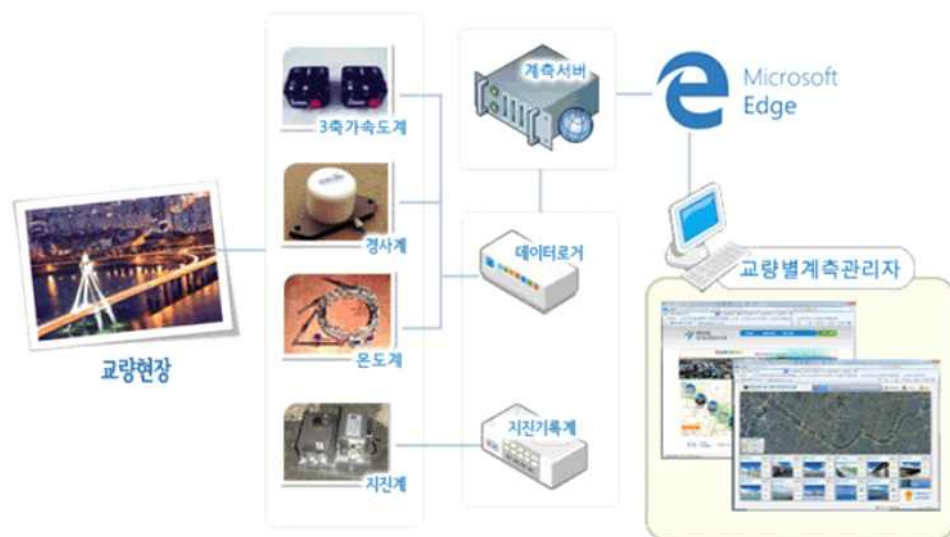 3축가속도계
경사계
온도계
지진계
교량현장
계측서버
데이터로거
지진기록계
Microsoft
Edge
교량별계측관리자